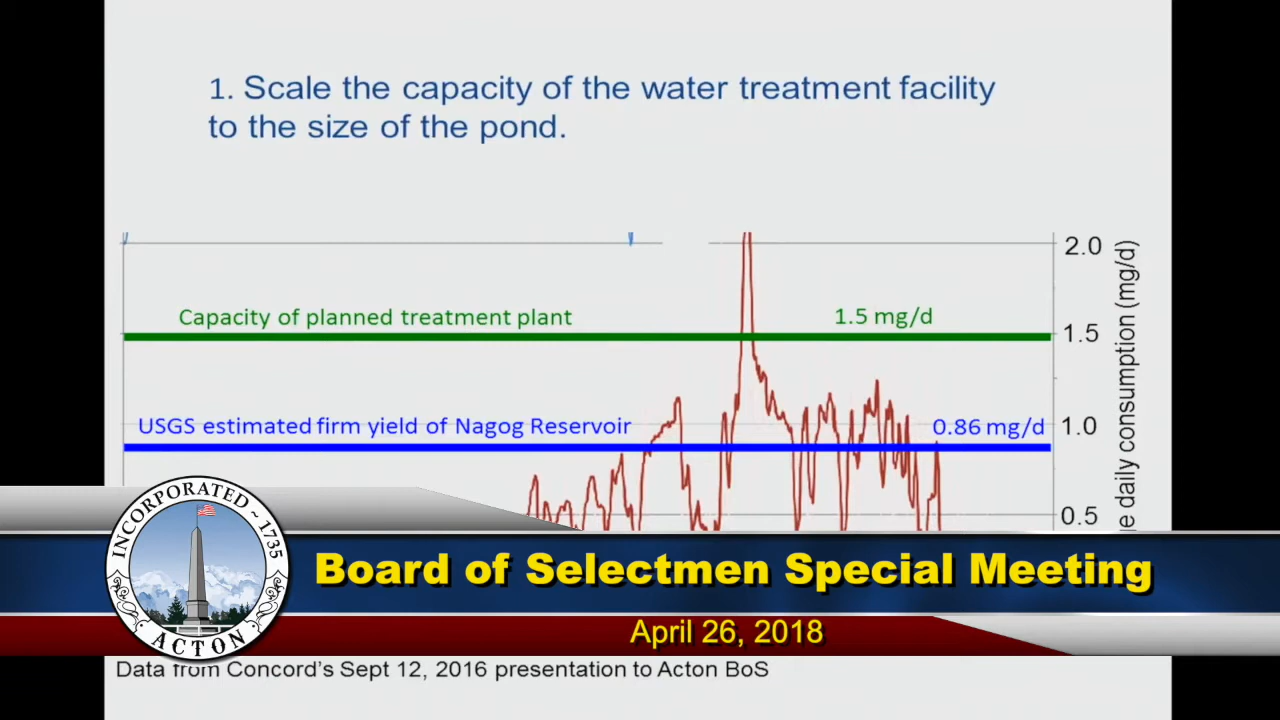 1. Scale the capacity of the water treatment facility
to the size of the pond.
2.0
Capacity of planned treatment plant
1.5 mg/d
1.5
USGS estimated firm yield of Nagog Reservoir
0.86 mg/d
1.0
0.5
daily consumption (mg/d)
INCORPORATED ~ 1735
ACTON
Board of Selectmen Special Meeting
April 26, 2018
Data from Concord's Sept 12, 2016 presentation to Acton BoS